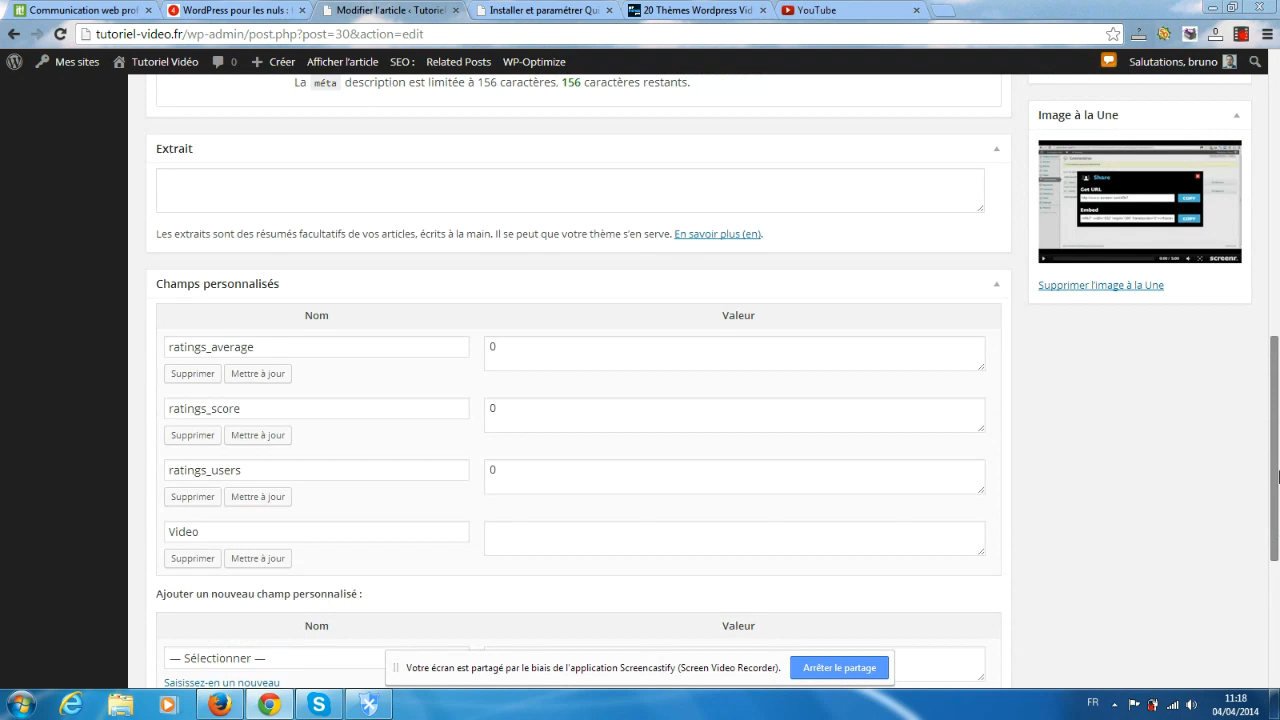 Communication web prof
WordPress pour les nuls :
Modifier l'article ‹ Tutoriel
Installer et paramétrer Qui
20 Thèmes Wordpress Vid
YouTube
tutoriel-video.fr/wp-admin/post.php?post=30&action=edit
Mes sites
Tutorial Vidéo
0
Créer
Afficher l'article
SEO
Related Posts
WP-Optimize
Salutations, bruno
La méta description est limitée à 156 caractères, 156 caractères restants.
Image à la Une
Share
Get URL
COPY
Embed
COPY
screenr
Supprimer l'image à la Une
Extrait
Les extraits sont des résumés facultatifs de vos articles. Il se peut que votre thème s'en serve. En savoir plus (en).
Champs personnalisés
Nom
Valeur
ratings_average
0
Supprimer
Mettre à jour
ratings_score
0
Supprimer
Mettre à jour
ratings_users
0
Supprimer
Mettre à jour
Video
Supprimer
Mettre à jour
Ajouter un nouveau champ personnalisé :
Nom
Valeur
— Sélectionner —
Saisissez-en un nouveau
Votre écran est partagé par le biais de l'application Screencastify (Screen Video Recorder).
Arrêter le partage
FR
11:18
04/04/2014